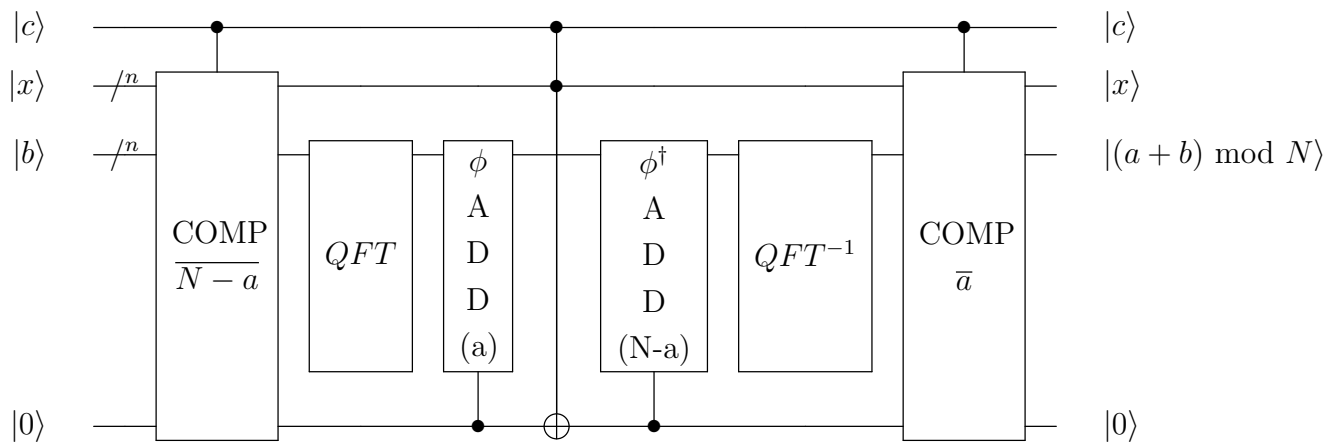 |c⟩ |c⟩
|x⟩ /n |x⟩
|b⟩ /n |(a + b) mod N⟩
COMP
N − a
QFT
ϕ
A
D
D
(a)
ϕ†
A
D
D
(N-a)
QFT−1
COMP
a
|0⟩ |0⟩